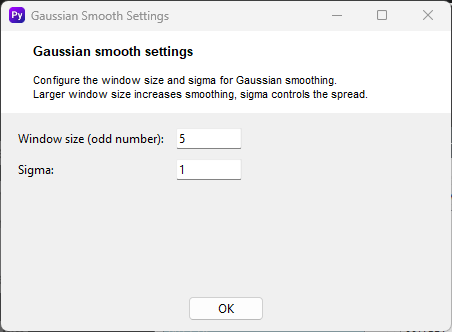 Py Gaussian Smooth Settings
Gaussian smooth settings
Configure the window size and sigma for Gaussian smoothing.
Larger window size increases smoothing, sigma controls the spread.
Window size (odd number): 5
Sigma: 1
OK